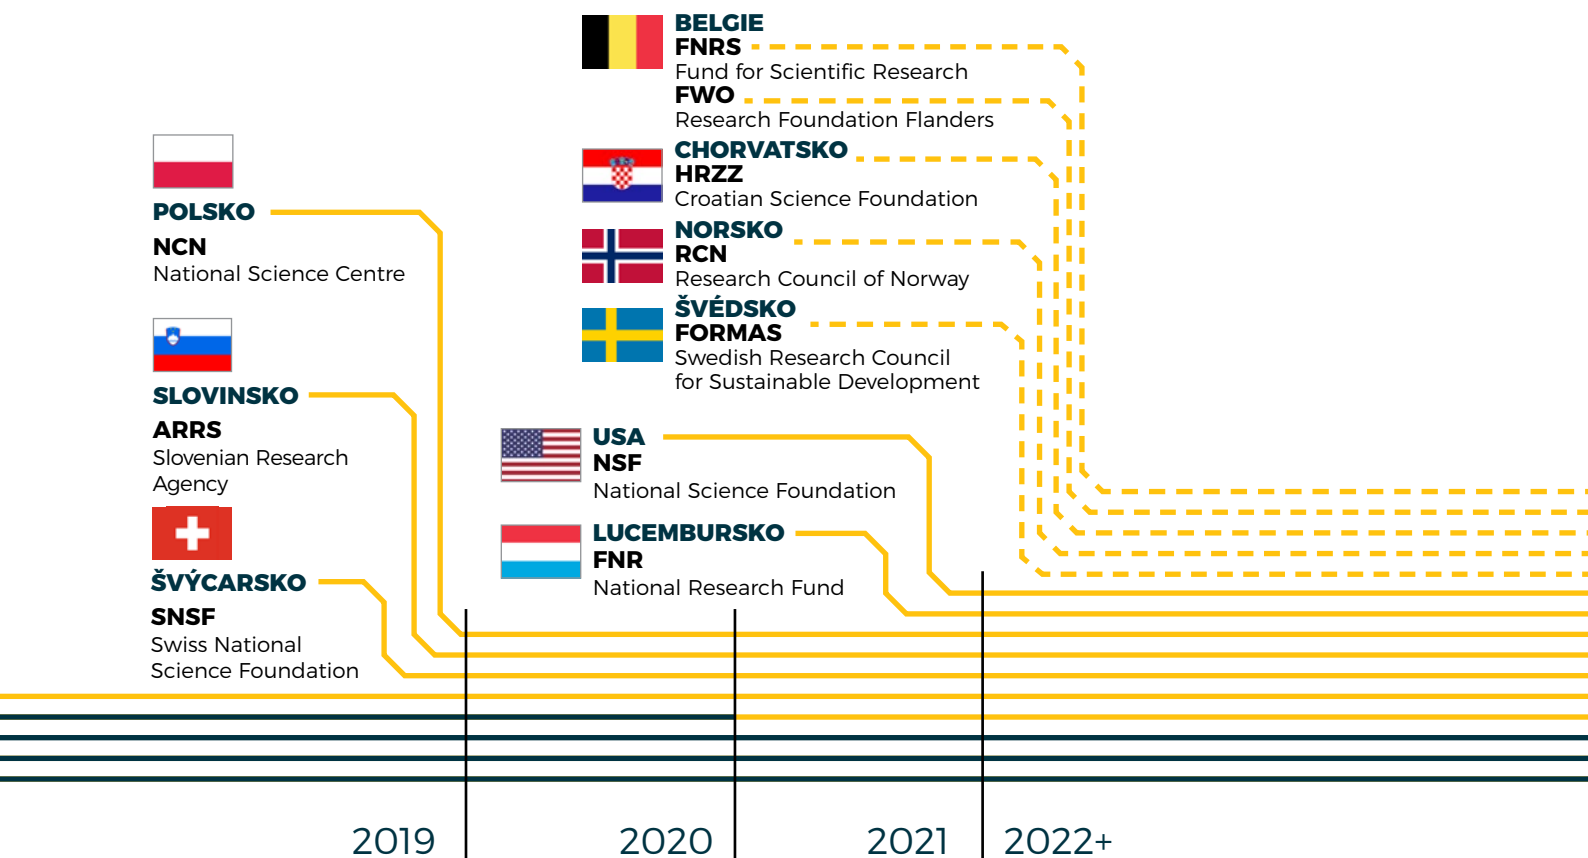 POLSKO
NCN
National Science Centre
SLOVINSKO
ARRS
Slovenian Research
Agency
ŠVÝCARSKO
SNSF
Swiss National
Science Foundation
BELGIE
FNRS
Fund for Scientific Research
FWO
Research Foundation Flanders
CHORVATSKO
HRZZ
Croatian Science Foundation
NORSKO
RCN
Research Council of Norway
ŠVÉDSKO
FORMAS
Swedish Research Council
for Sustainable Development
USA
NSF
National Science Foundation
LUCEMBURSKO
FNR
National Research Fund
2019
2020
2021
2022+